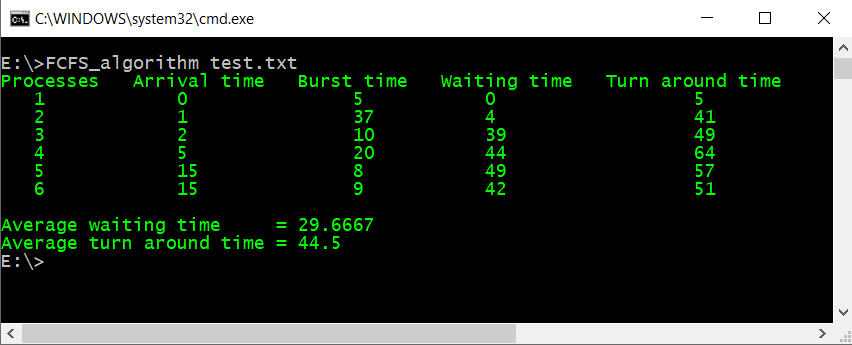 C:\WINDOWS\system32\cmd.exe
E:\>FCFS_algorithm test.txt
Processes   Arrival time   Burst time   Waiting time   Turn around time
1            0               5           0                  5
2            1               37          4                  41
3            2               10          39                 49
4            5               20          44                 64
5            15              8           49                 57
6            15              9           42                 51
Average waiting time     = 29.6667
Average turn around time = 44.5
E:\>